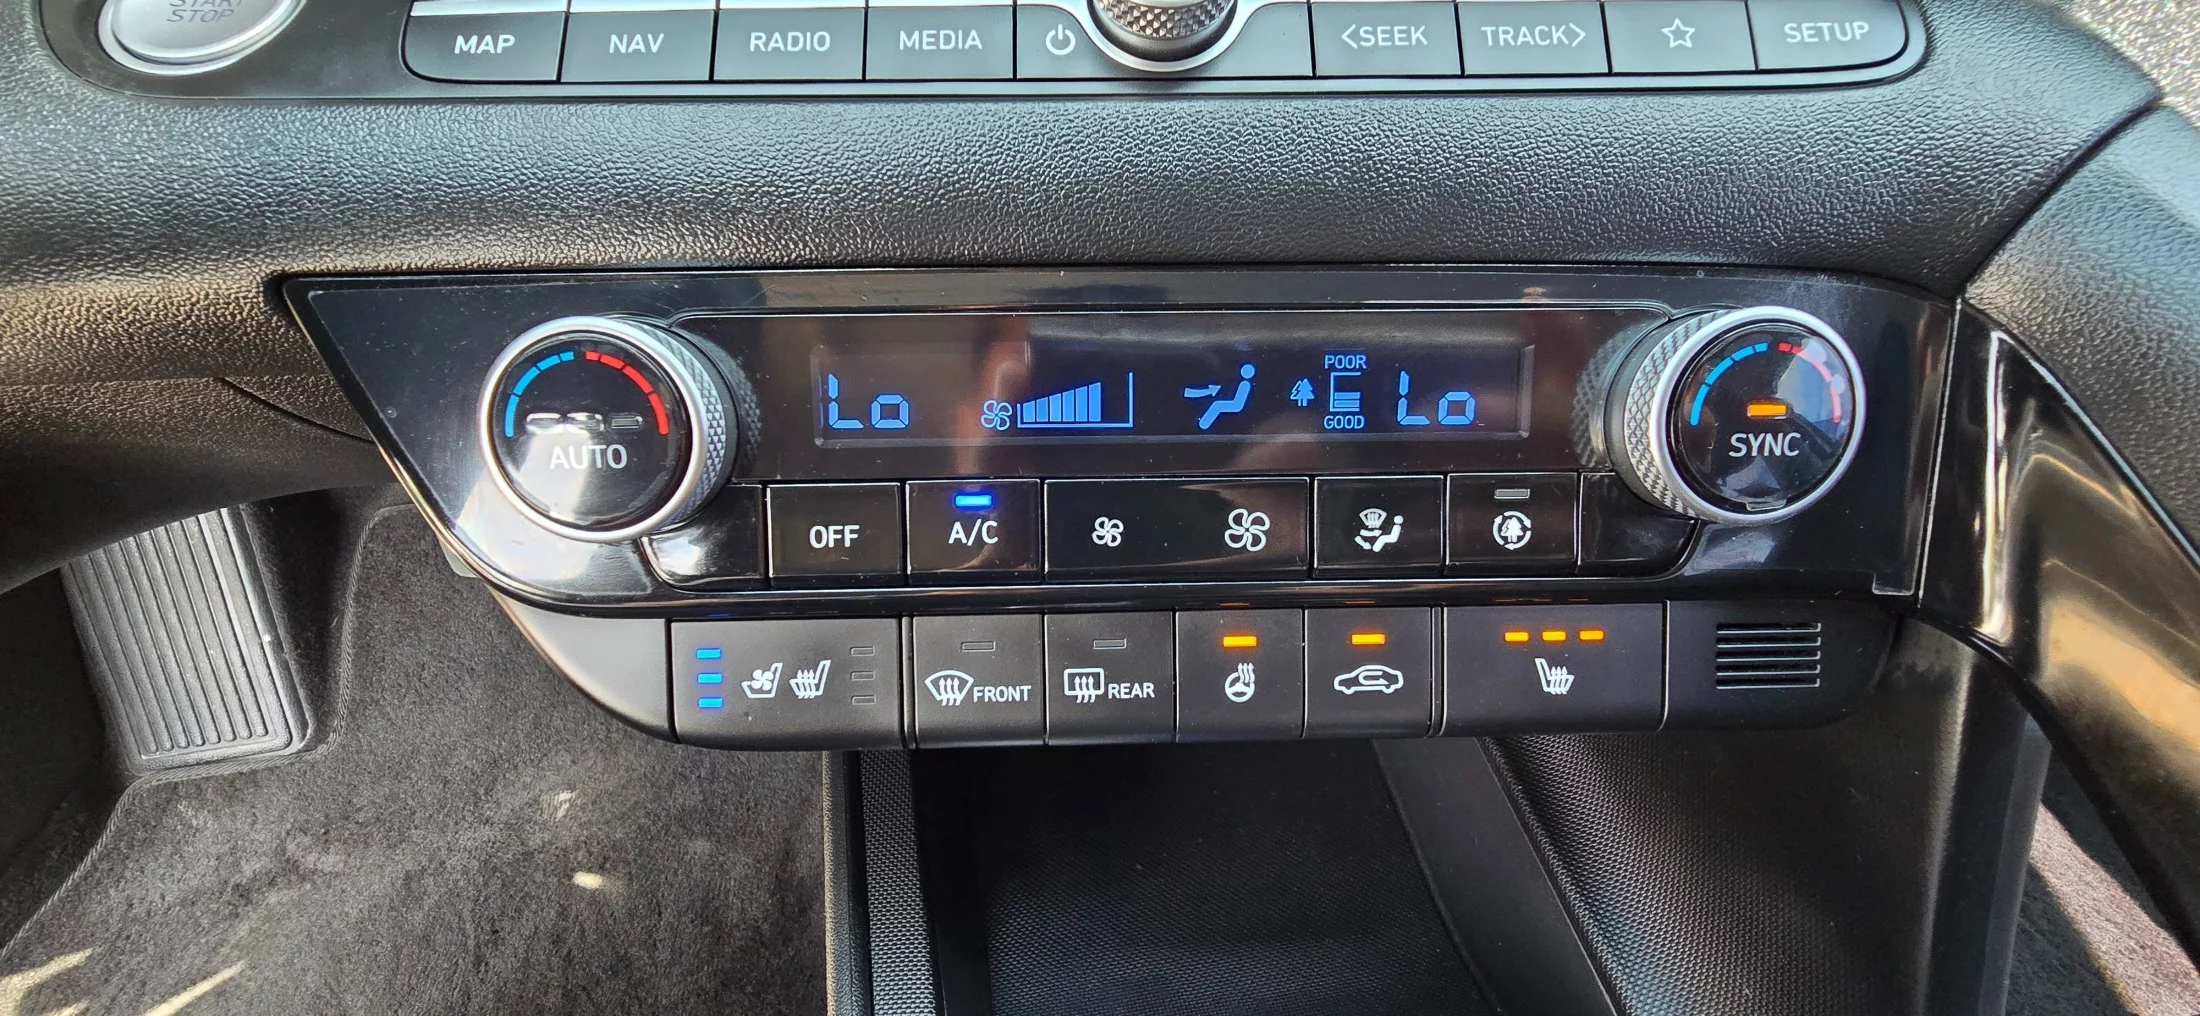 START
STOP
MAP
NAV
RADIO
MEDIA
<SEEK
TRACK>
SETUP
AUTO
Lo
POOR
GOOD
Lo
SYNC
OFF
A/C
FRONT
REAR